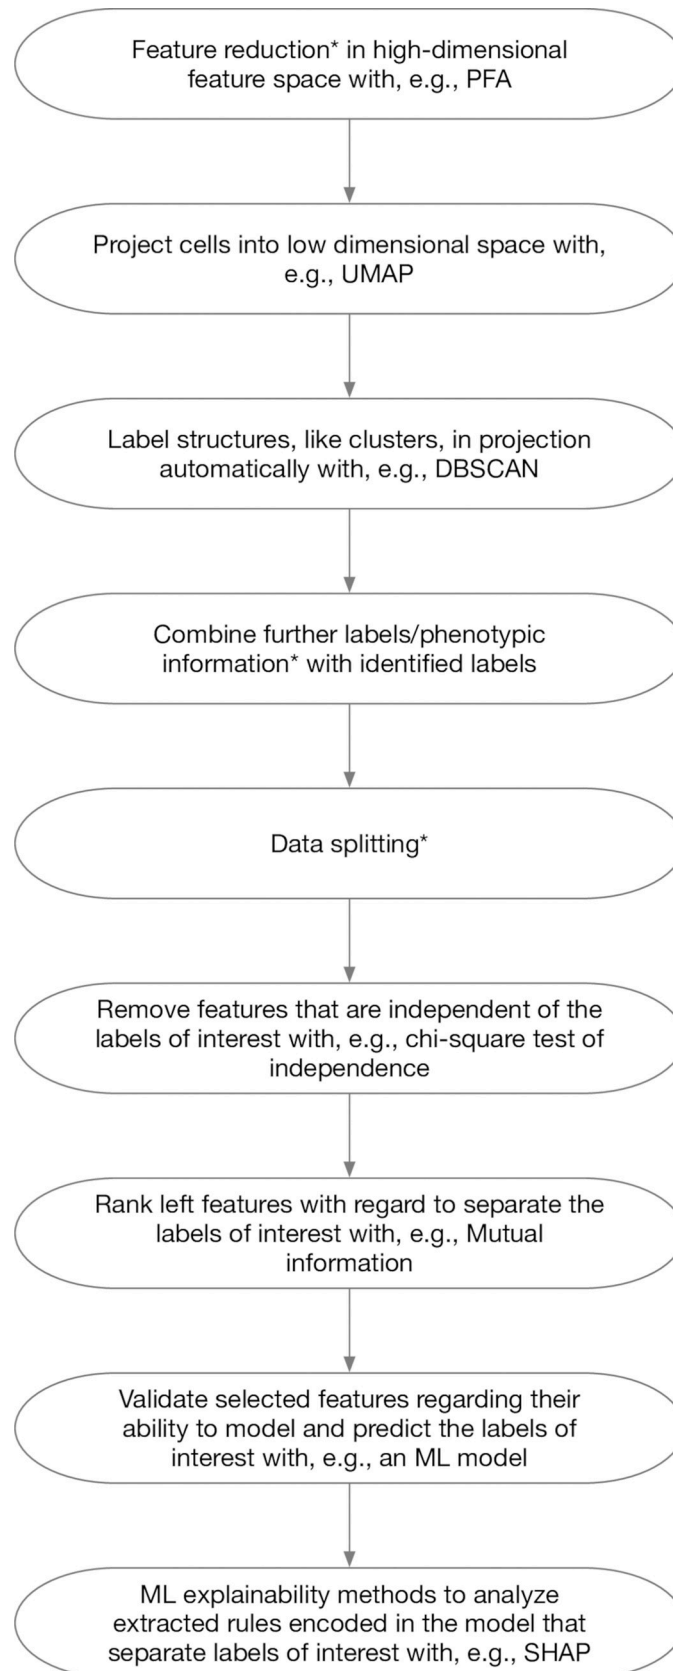 Feature reduction* in high-dimensional
feature space with, e.g., PFA
Project cells into low dimensional space with,
e.g., UMAP
Label structures, like clusters, in projection
automatically with, e.g., DBSCAN
Combine further labels/phenotypic
information* with identified labels
Data splitting*
Remove features that are independent of the
labels of interest with, e.g., chi-square test of
independence
Rank left features with regard to separate the
labels of interest with, e.g., Mutual
information
Validate selected features regarding their
ability to model and predict the labels of
interest with, e.g., an ML model
ML explainability methods to analyze
extracted rules encoded in the model that
separate labels of interest with, e.g., SHAP